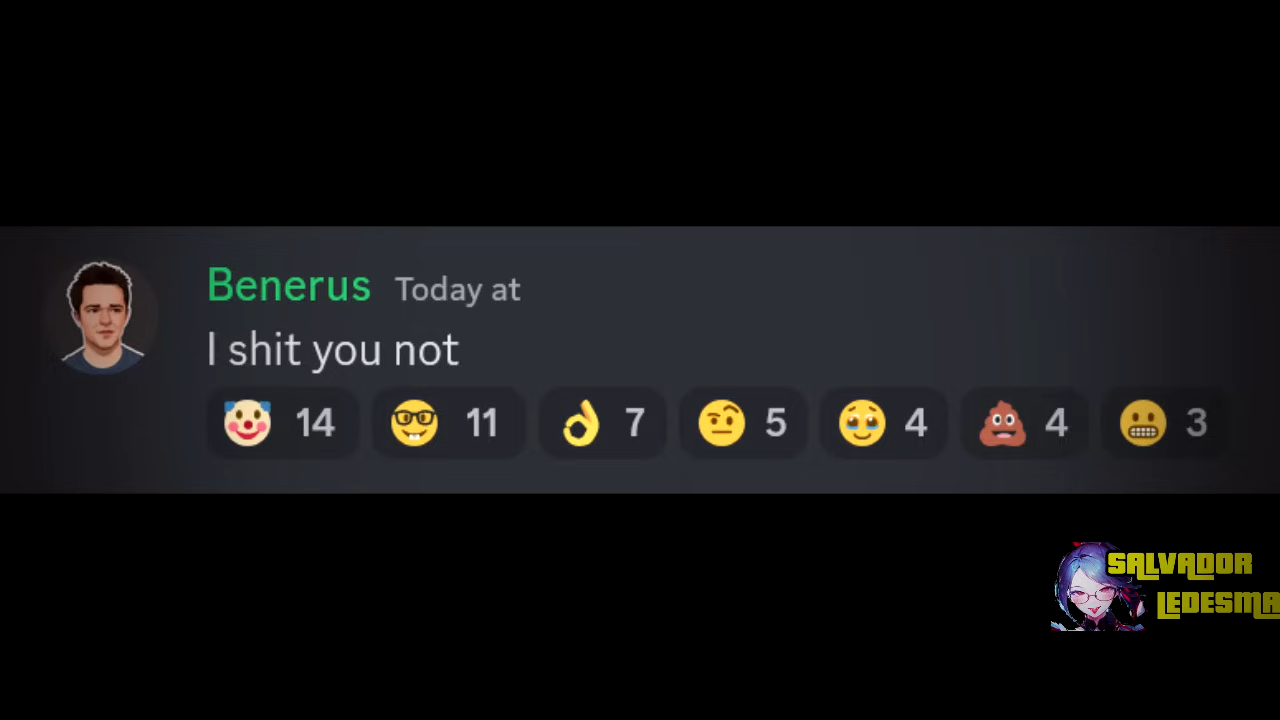 Benerus Today at
I shit you not
14 11 7 5 4 4 3
SALVADOR
LEDESMA